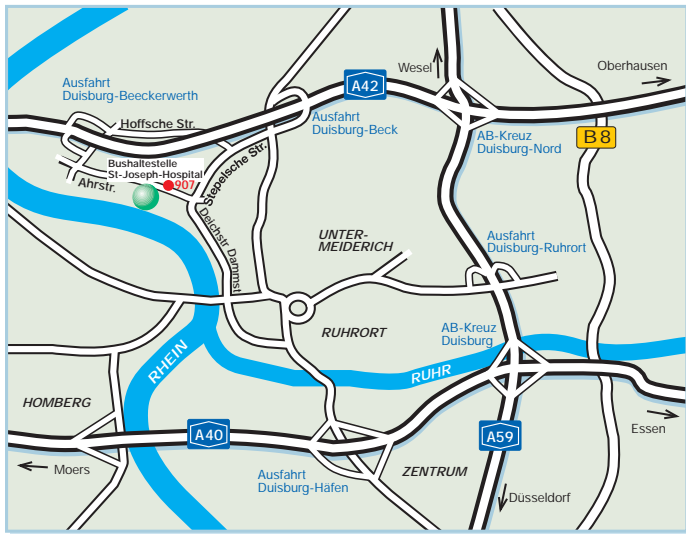 Oberhausen
Wesel
Ausfahrt
Duisburg-Beeckerwerth
A42
Hoffsche Str.
Ausfahrt
Duisburg-Beck
AB-Kreuz
Duisburg-Nord
B8
Bushaltestelle
St-Joseph-Hospital
907
Ahrstr.
Stepelsche Str.
Deichstr
Dammstr
UNTER-
MEIDERICH
Ausfahrt
Duisburg-Ruhrort
RUHRORT
AB-Kreuz
Duisburg
RHEIN
RUHR
HOMBERG
A40
A59
Essen
Moers
Ausfahrt
Duisburg-Häfen
ZENTRUM
Düsseldorf